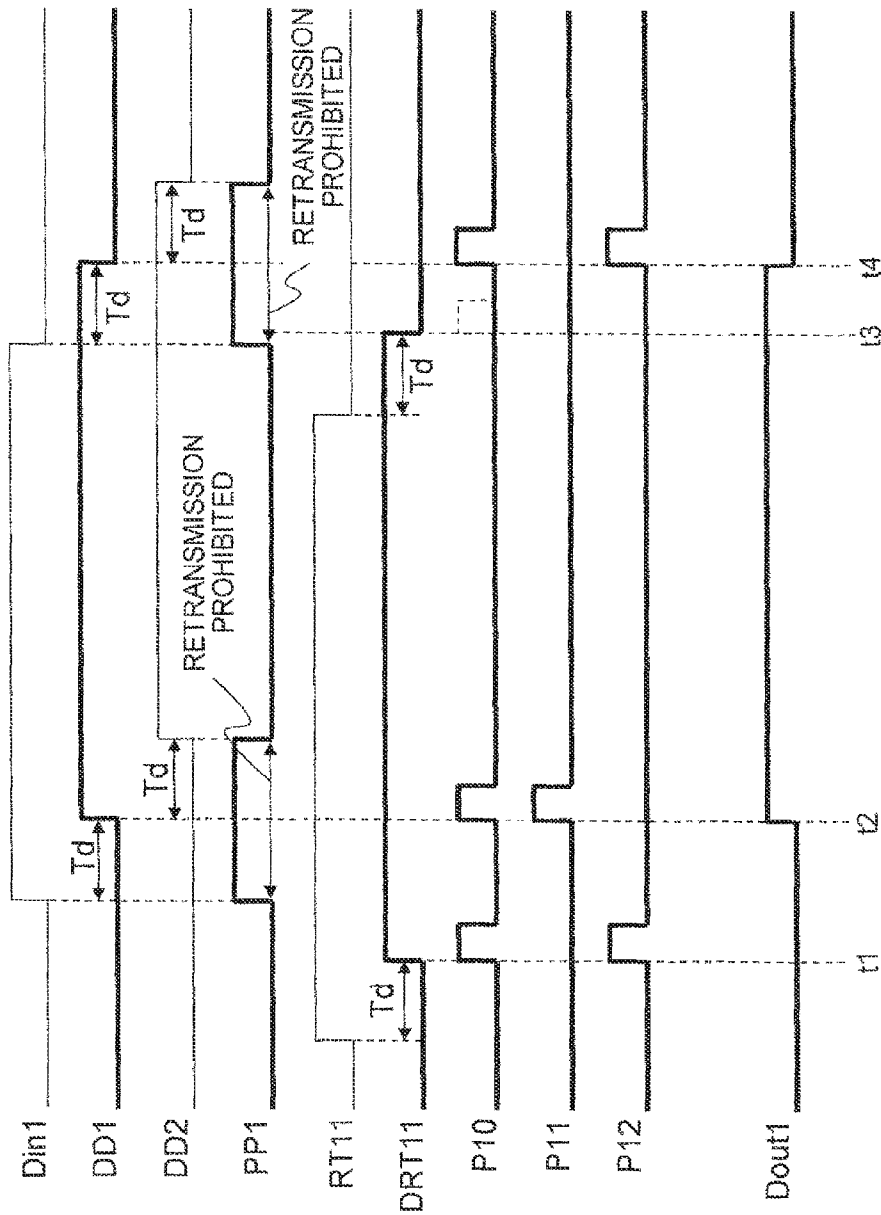 Din1
Td
Td
DD1
DD2
Td
Td
PP1
RETRANSMISSION
PROHIBITED
RETRANSMISSION
PROHIBITED
RT11
DRT11
Td
Td
P10
P11
P12
Dout1
t1
t2
t3
t4